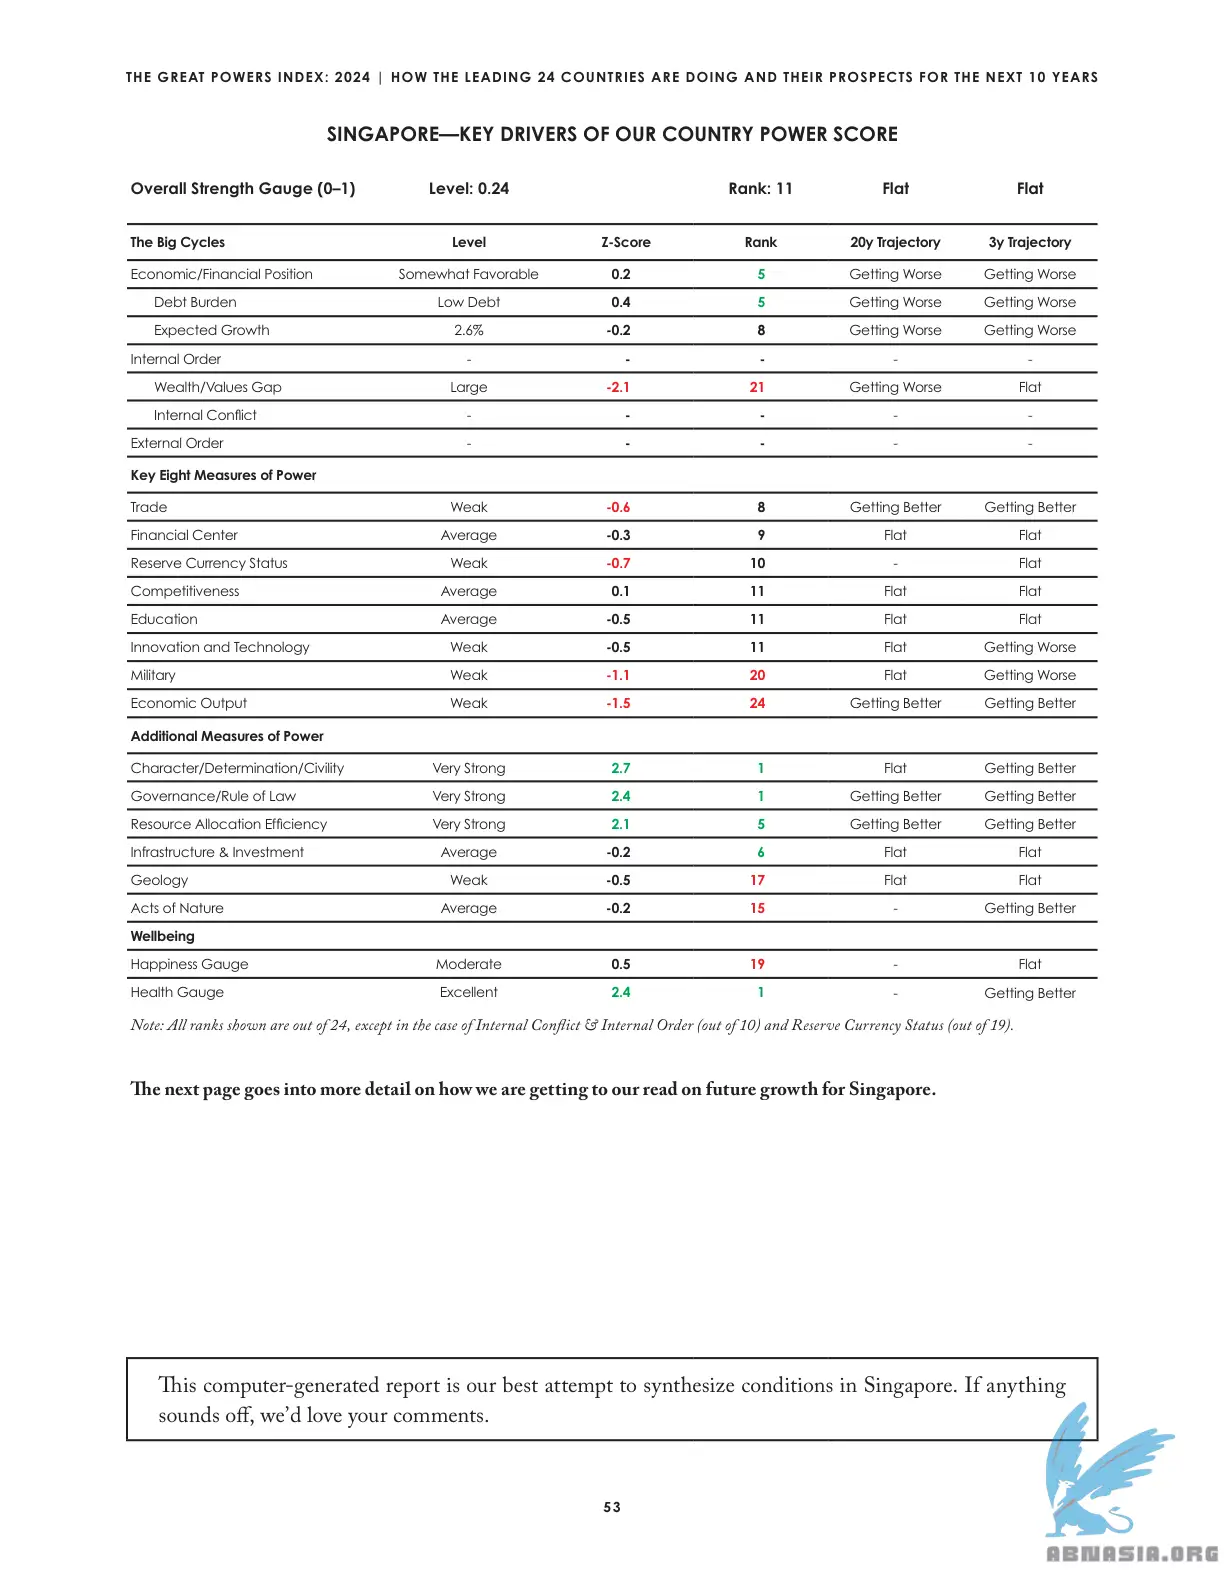 THE GREAT POWERS INDEX: 2024 | HOW THE LEADING 24 COUNTRIES ARE DOING AND THEIR PROSPECTS FOR THE NEXT 10 YEARS
SINGAPORE—KEY DRIVERS OF OUR COUNTRY POWER SCORE
Overall Strength Gauge (0–1) Level: 0.24 Rank: 11 Flat Flat
The Big Cycles Level Z-Score Rank 20y Trajectory 3y Trajectory
Economic/Financial Position Somewhat Favorable 0.2 5 Getting Worse Getting Worse
Debt Burden Low Debt 0.4 5 Getting Worse Getting Worse
Expected Growth 2.6% -0.2 8 Getting Worse Getting Worse
Internal Order - - - - -
Wealth/Values Gap Large -2.1 21 Getting Worse Flat
Internal Conflict - - - - -
External Order - - - - -
Key Eight Measures of Power
Trade Weak -0.6 8 Getting Better Getting Better
Financial Center Average -0.3 9 Flat Flat
Reserve Currency Status Weak -0.7 10 - Flat
Competitiveness Average 0.1 11 Flat Flat
Education Average -0.5 11 Flat Flat
Innovation and Technology Weak -0.5 11 Flat Getting Worse
Military Weak -1.1 20 Flat Getting Worse
Economic Output Weak -1.5 24 Getting Better Getting Better
Additional Measures of Power
Character/Determination/Civility Very Strong 2.7 1 Flat Getting Better
Governance/Rule of Law Very Strong 2.4 1 Getting Better Getting Better
Resource Allocation Efficiency Very Strong 2.1 5 Getting Better Getting Better
Infrastructure & Investment Average -0.2 6 Flat Flat
Geology Weak -0.5 17 Flat Flat
Acts of Nature Average -0.2 15 - Getting Better
Wellbeing
Happiness Gauge Moderate 0.5 19 - Flat
Health Gauge Excellent 2.4 1 - Getting Better
Note: All ranks shown are out of 24, except in the case of Internal Conflict & Internal Order (out of 10) and Reserve Currency Status (out of 19).
The next page goes into more detail on how we are getting to our read on future growth for Singapore.
This computer-generated report is our best attempt to synthesize conditions in Singapore. If anything
sounds off, we'd love your comments.
53
ABNASIA.ORG